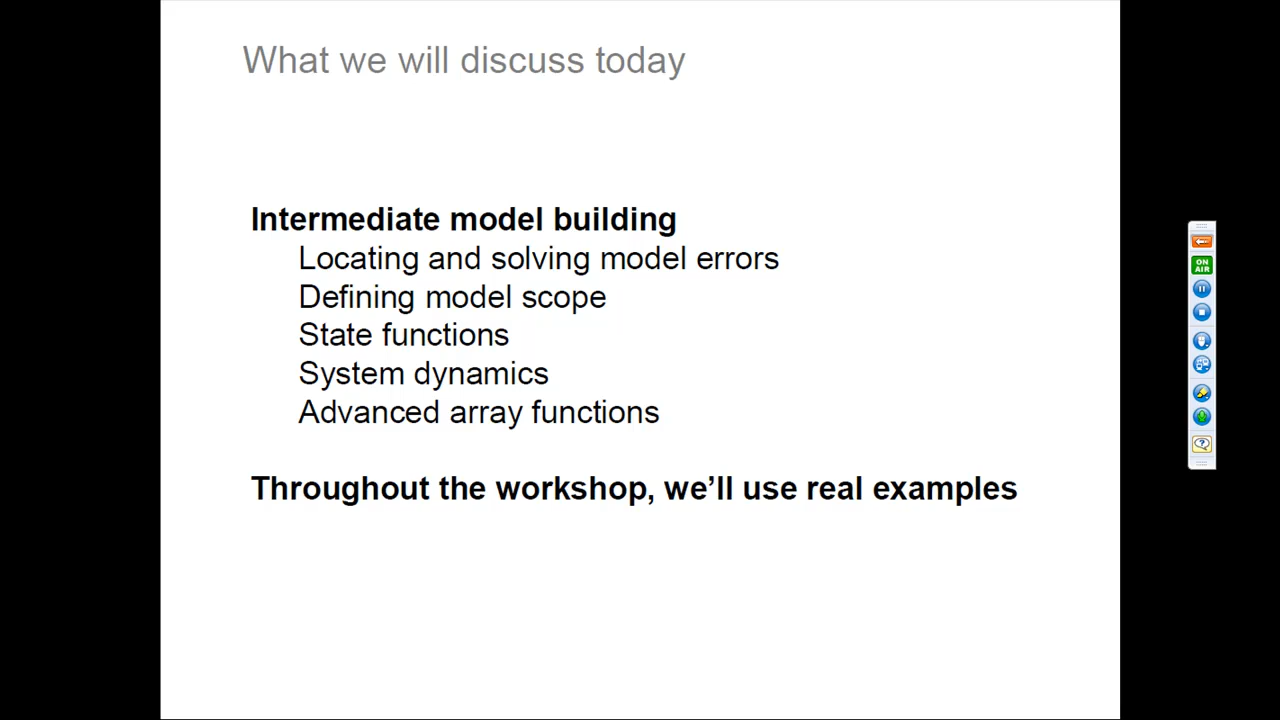 What we will discuss today
Intermediate model building
Locating and solving model errors
Defining model scope
State functions
System dynamics
Advanced array functions
Throughout the workshop, we'll use real examples
ON
AIR
?